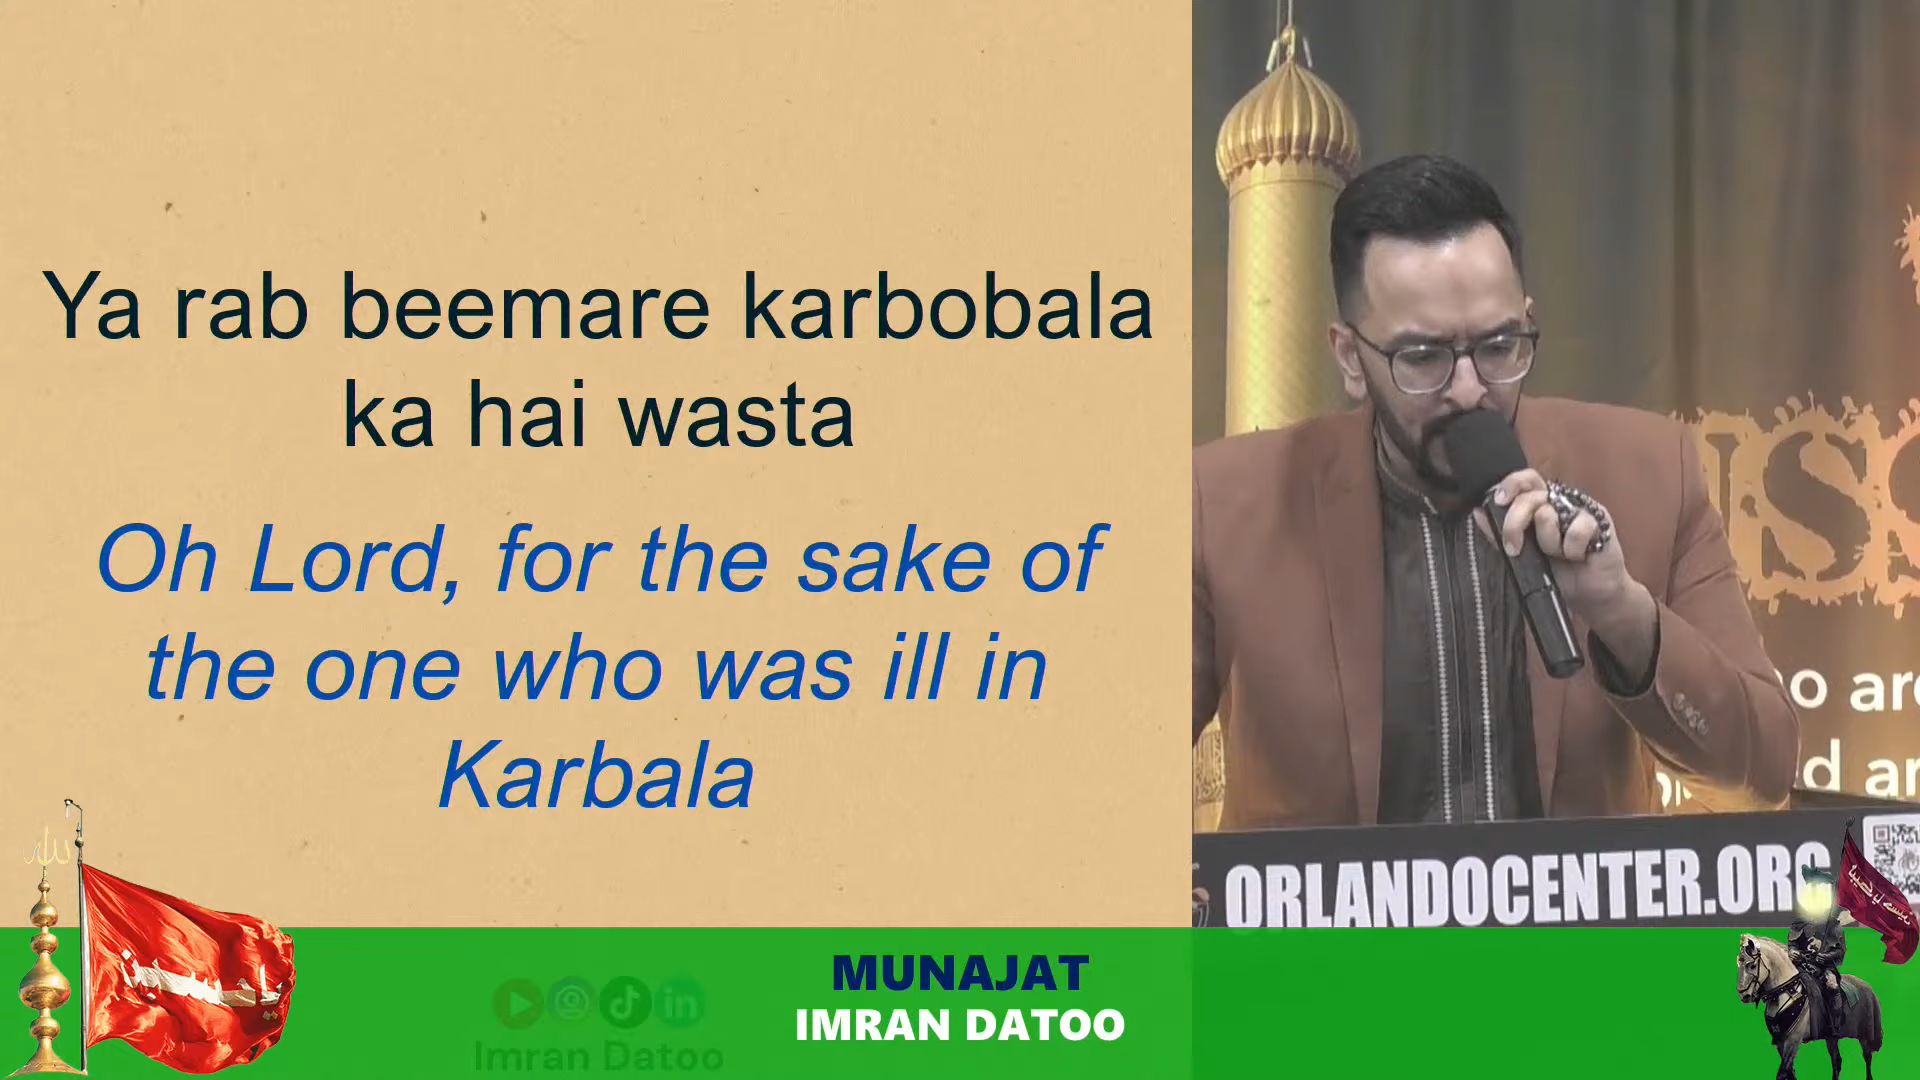 Ya rab beemare karbobala
ka hai wasta
Oh Lord, for the sake of
the one who was ill in
Karbala
ORLANDOCENTER.ORG
MUNAJAT
IMRAN DATOO
in
Imran Datoo